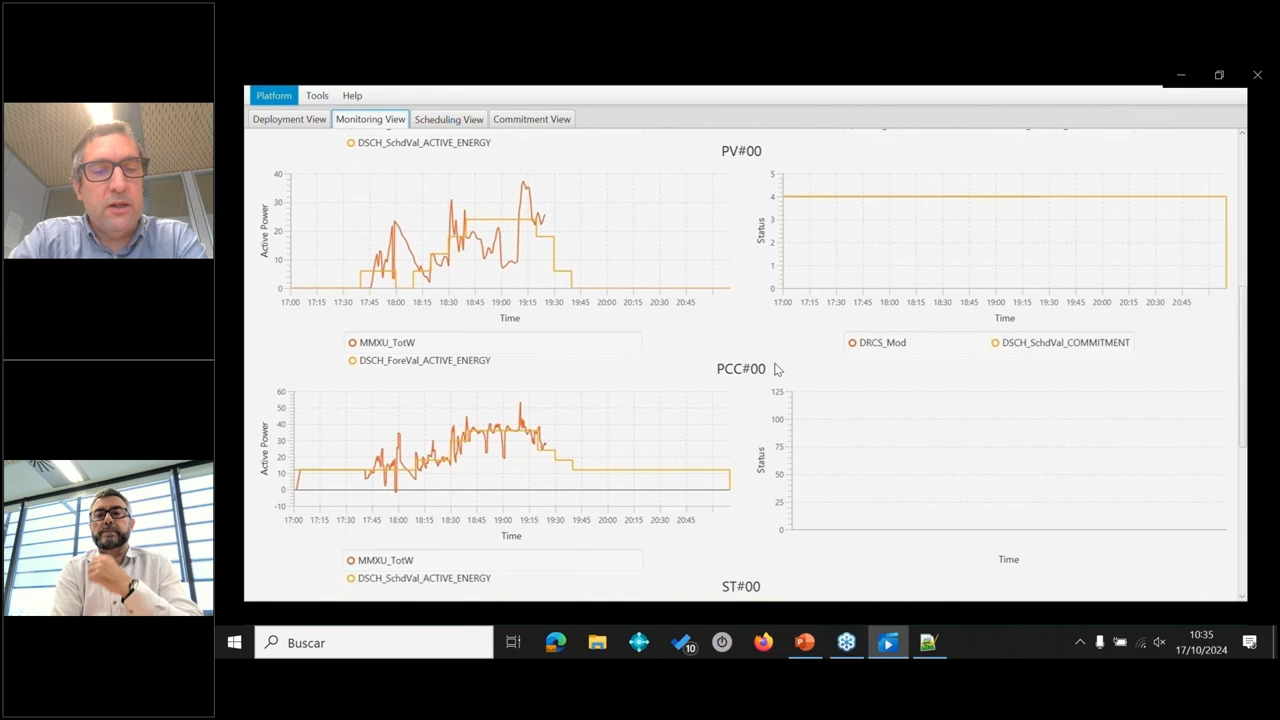 Platform Tools Help
Deployment View Monitoring View Scheduling View Commitment View
DSCH_SchdVal_ACTIVE_ENERGY
PV#00
40
30
20
10
0
Active Power
17:00 17:15 17:30 17:45 18:00 18:15 18:30 18:45 19:00 19:15 19:30 19:45 20:00 20:15 20:30 20:45
Time
5
4
3
2
1
0
Status
17:00 17:15 17:30 17:45 18:00 18:15 18:30 18:45 19:00 19:15 19:30 19:45 20:00 20:15 20:30 20:45
Time
MMXU_TotW
DSCH_ForeVal_ACTIVE_ENERGY
DRCS_Mod DSCH_SchdVal_COMMITMENT
PCC#00
60
50
40
30
20
10
0
-10
Active Power
17:00 17:15 17:30 17:45 18:00 18:15 18:30 18:45 19:00 19:15 19:30 19:45 20:00 20:15 20:30 20:45
Time
125
100
75
50
25
0
Status
Time
MMXU_TotW
DSCH_SchdVal_ACTIVE_ENERGY
ST#00
Buscar
10
10:35
17/10/2024